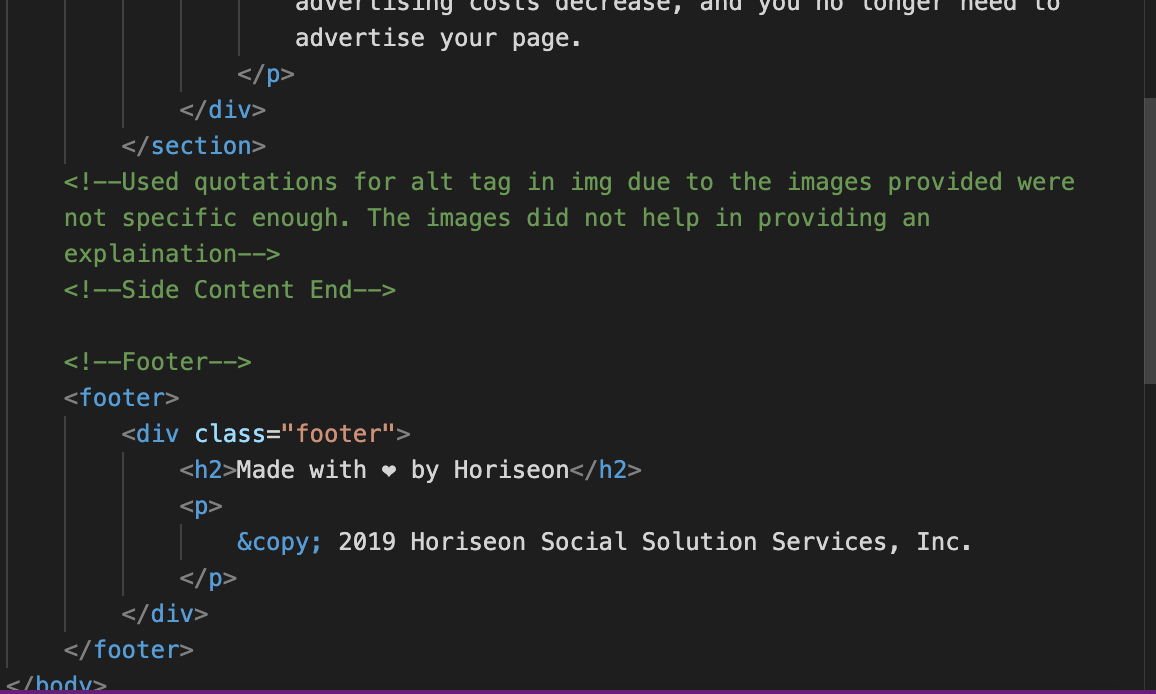 advertising costs decrease, and you no longer need to
advertise your page.
</p>
</div>
</section>
<!--Used quotations for alt tag in img due to the images provided were
not specific enough. The images did not help in providing an
explaination-->
<!--Side Content End-->
<!--Footer-->
<footer>
<div class="footer">
<h2>Made with ❤ by Horiseon</h2>
<p>
&copy; 2019 Horiseon Social Solution Services, Inc.
</p>
</div>
</footer>
</body>